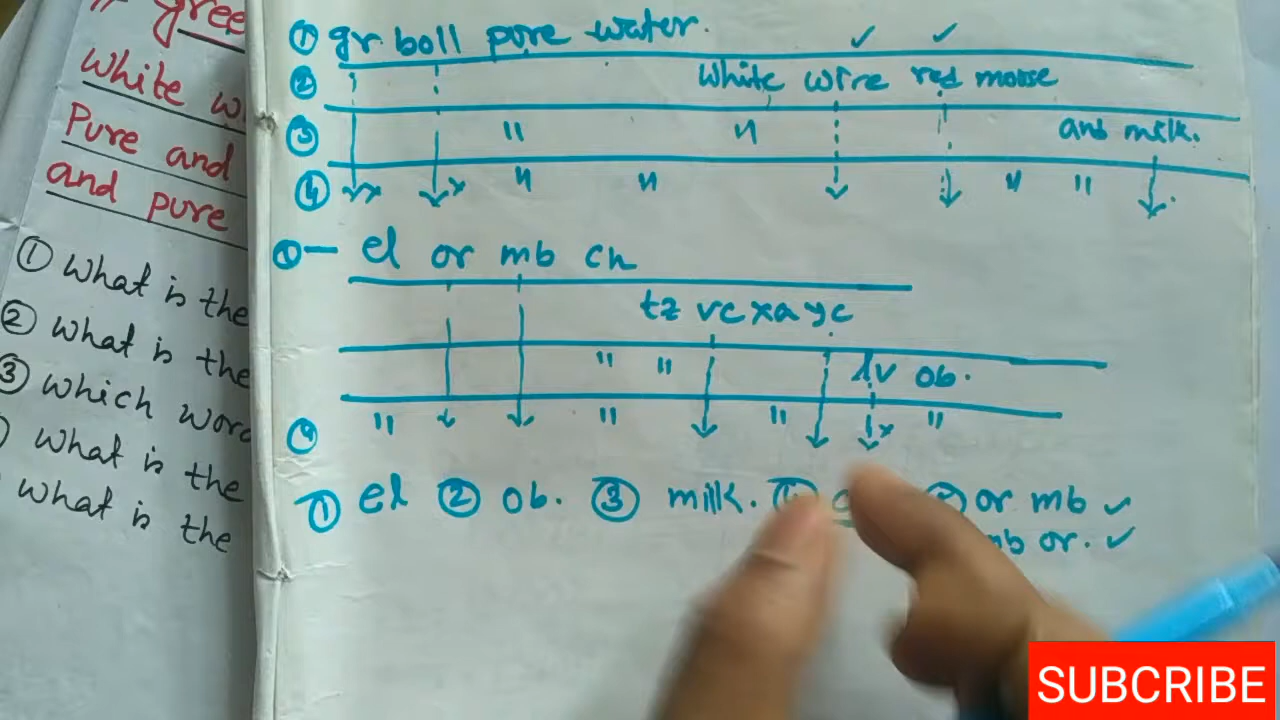 gree
White w
Pure and
and pure
① What is the
② What is the
③ Which word
What is the
What is the
① gr boll pure water.
② White wire red mouse
③ " " and milk.
④ x x " " " "
①— el or mb ch
tz vc xa yc
" " lv ob.
" " " x "
① el ② ob. ③ milk. ④ or mb ✓
mb or. ✓
SUBCRIBE